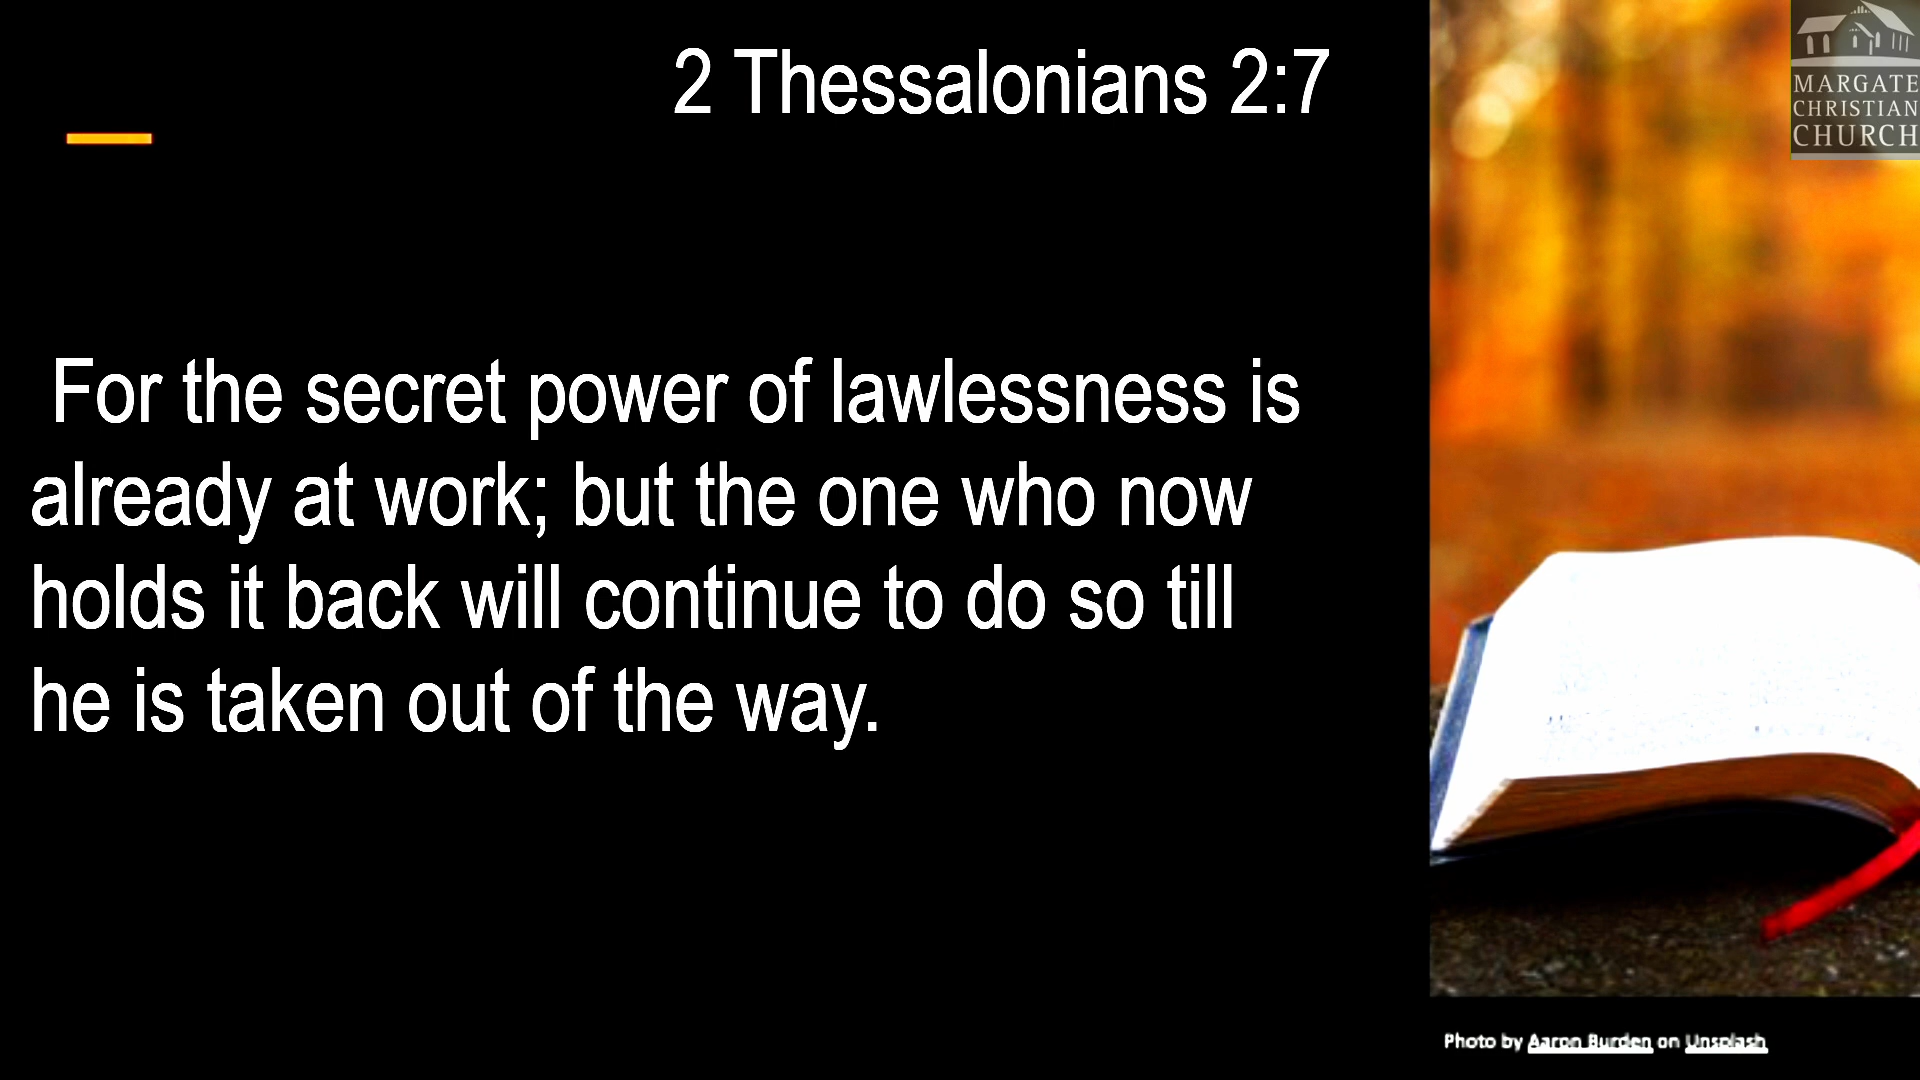 2 Thessalonians 2:7
For the secret power of lawlessness is
already at work; but the one who now
holds it back will continue to do so till
he is taken out of the way.
MARGATE
CHRISTIAN
CHURCH
Photo by Aaron Burden on Unsplash